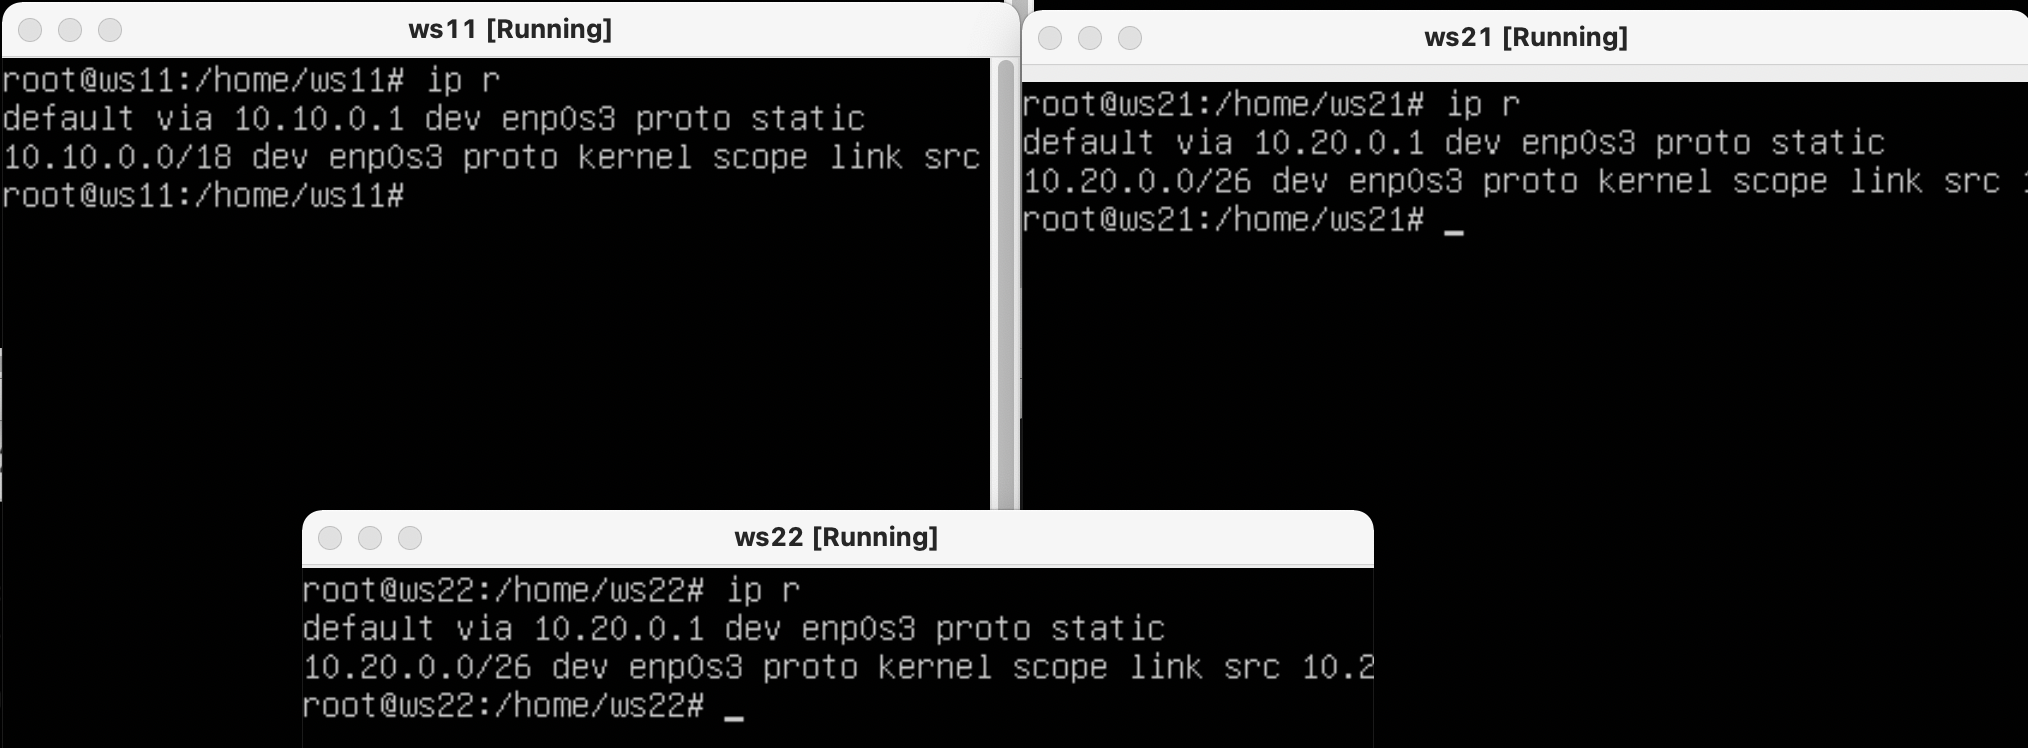 ws11 [Running]
root@ws11:/home/ws11# ip r
default via 10.10.0.1 dev enp0s3 proto static
10.10.0.0/18 dev enp0s3 proto kernel scope link src
root@ws11:/home/ws11#
ws21 [Running]
root@ws21:/home/ws21# ip r
default via 10.20.0.1 dev enp0s3 proto static
10.20.0.0/26 dev enp0s3 proto kernel scope link src
root@ws21:/home/ws21# _
ws22 [Running]
root@ws22:/home/ws22# ip r
default via 10.20.0.1 dev enp0s3 proto static
10.20.0.0/26 dev enp0s3 proto kernel scope link src 10.2
root@ws22:/home/ws22# _